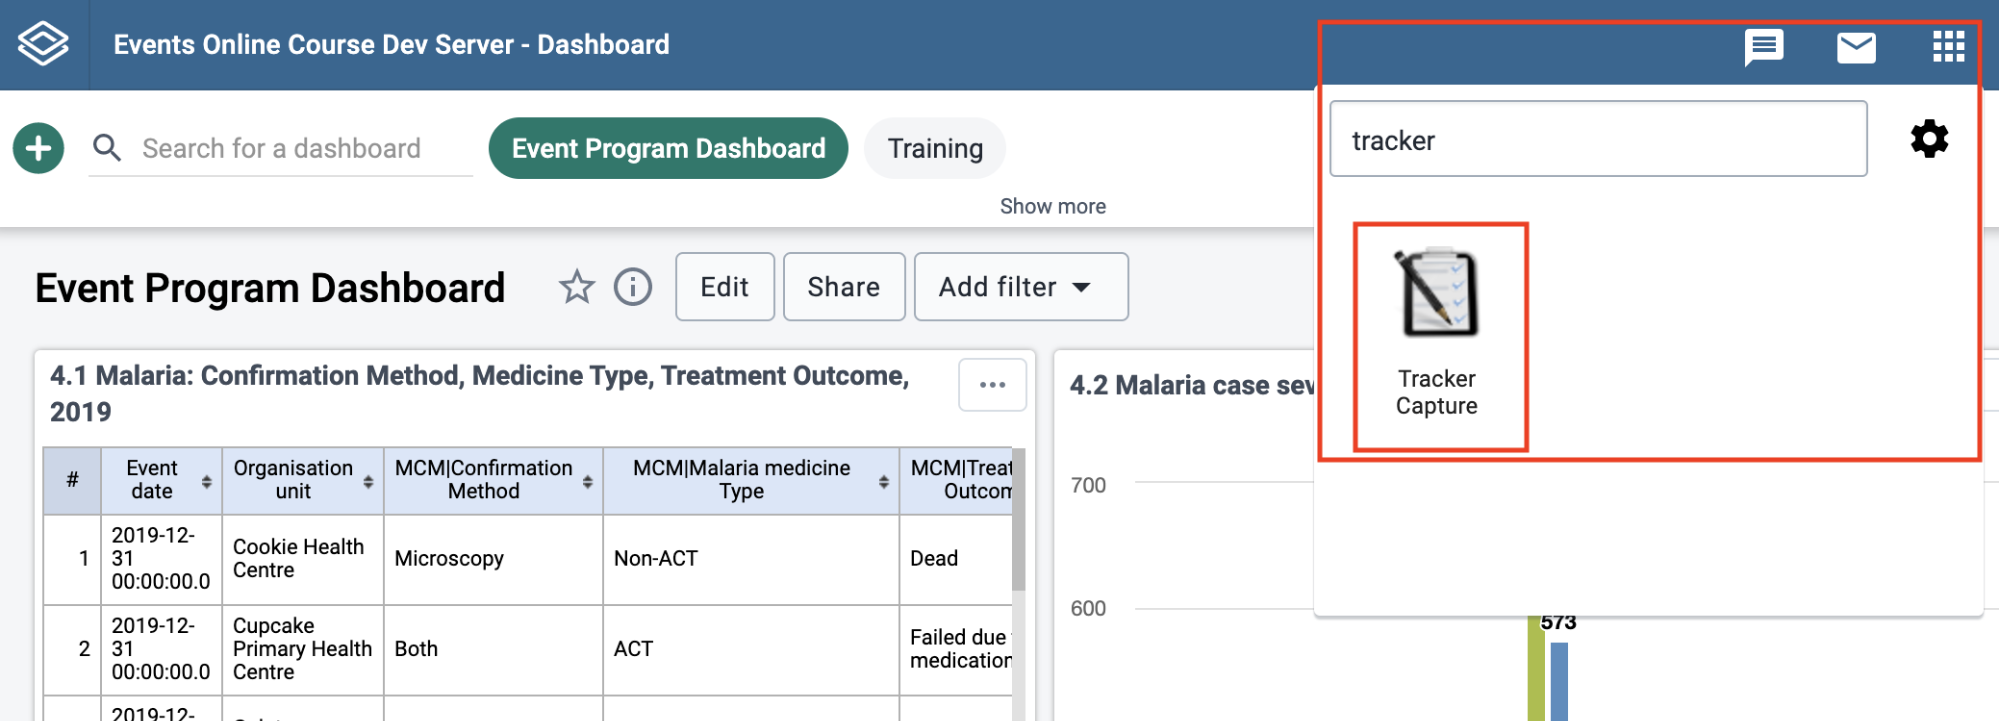 Events Online Course Dev Server - Dashboard
tracker
Search for a dashboard
Event Program Dashboard
Training
Show more
Tracker
Capture
Event Program Dashboard
Edit
Share
Add filter
4.1 Malaria: Confirmation Method, Medicine Type, Treatment Outcome,
2019
#
Event
date
Organisation
unit
MCM|Confirmation
Method
MCM|Malaria medicine
Type
MCM|Treat
Outcom
1
2019-12-
31
00:00:00.0
Cookie Health
Centre
Microscopy
Non-ACT
Dead
2
2019-12-
31
00:00:00.0
Cupcake
Primary Health
Centre
Both
ACT
Failed due
medication
2019-12-
4.2 Malaria case sev
700
600
573